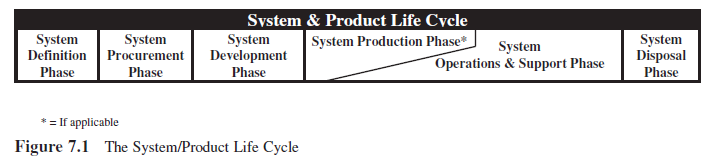 System & Product Life Cycle
System Definition Phase
System Procurement Phase
System Development Phase
System Production Phase*
System Operations & Support Phase
System Disposal Phase
* = If applicable
Figure 7.1 The System/Product Life Cycle